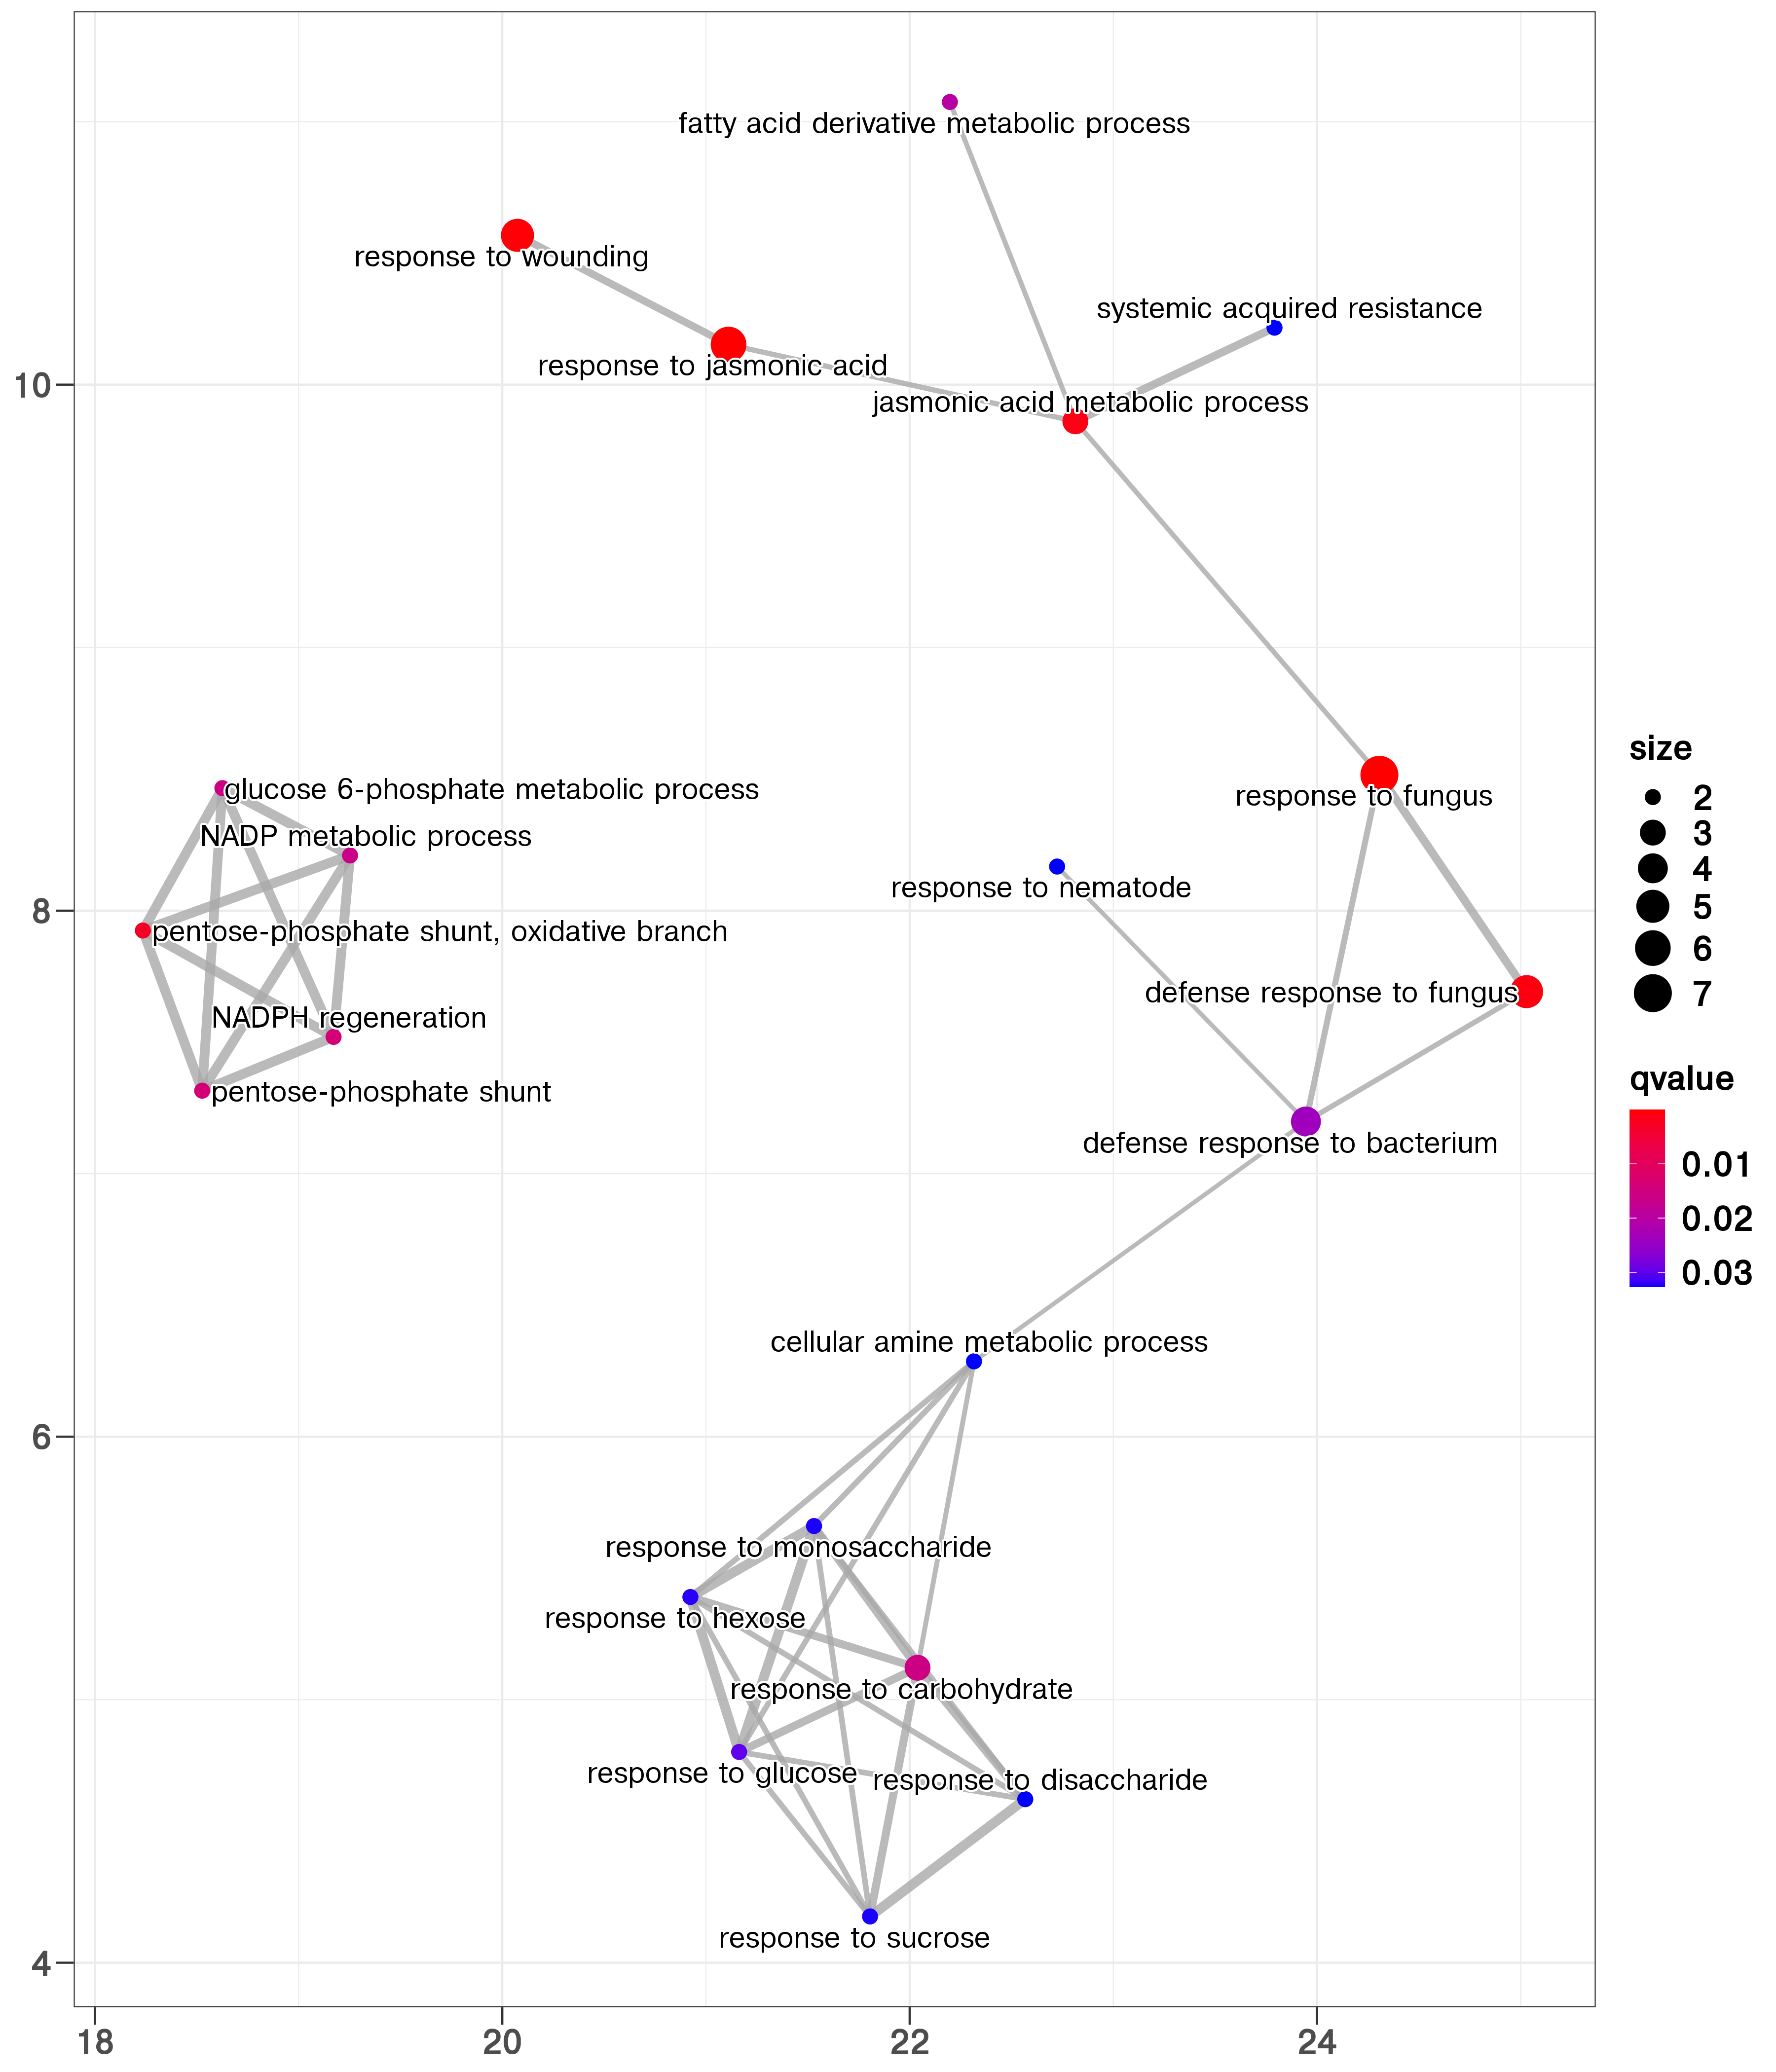 fatty acid derivative metabolic process
response to wounding
systemic acquired resistance
response to jasmonic acid
jasmonic acid metabolic process
10
glucose 6-phosphate metabolic process
response to fungus
NADP metabolic process
response to nematode
8
pentose-phosphate shunt, oxidative branch
defense response to fungus
NADPH regeneration
pentose-phosphate shunt
defense response to bacterium
cellular amine metabolic process
6
response to monosaccharide
response to hexose
response to carbohydrate
response to glucose
response to disaccharide
response to sucrose
4
18
20
22
24
size
2
3
4
5
6
7
qvalue
0.01
0.02
0.03